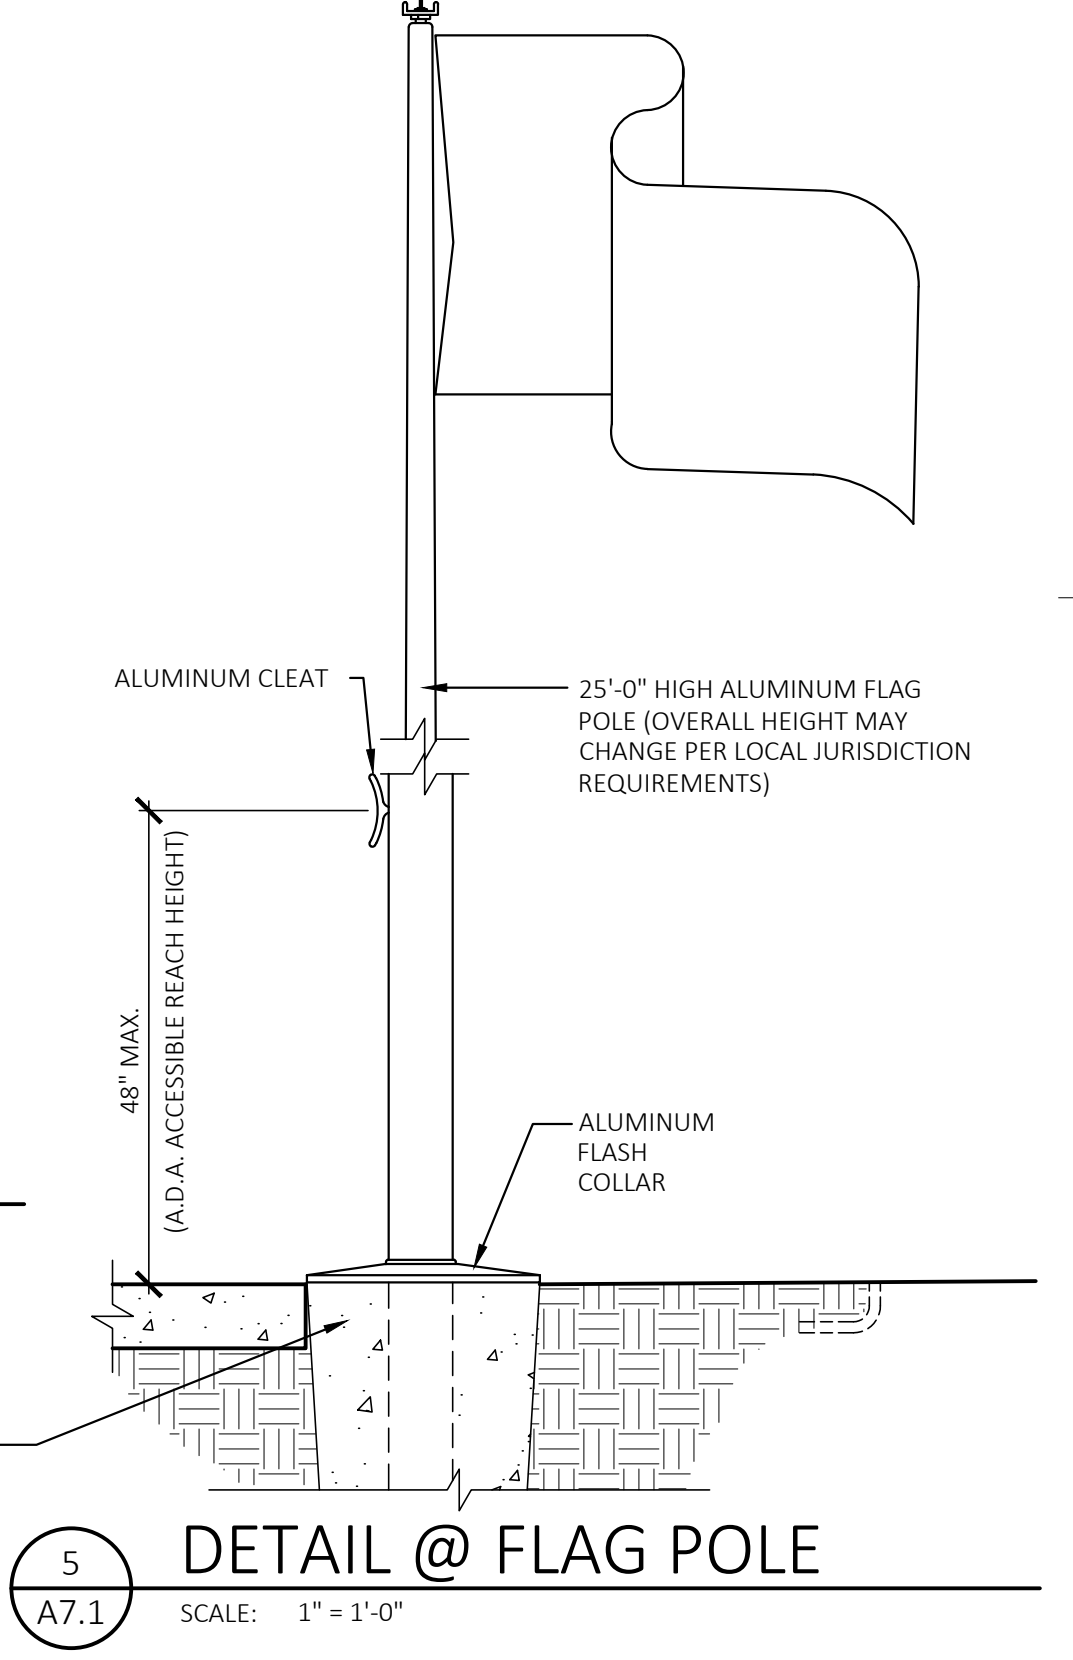 ALUMINUM CLEAT
25'-0" HIGH ALUMINUM FLAG
POLE (OVERALL HEIGHT MAY
CHANGE PER LOCAL JURISDICTION
REQUIREMENTS)
48" MAX.
(A.D.A. ACCESSIBLE REACH HEIGHT)
ALUMINUM
FLASH
COLLAR
5
A7.1
DETAIL @ FLAG POLE
SCALE: 1" = 1'-0"